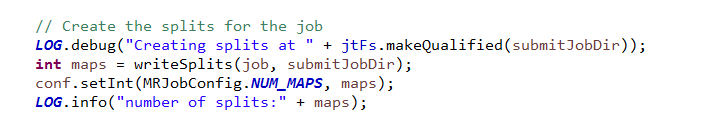 // Create the splits for the job
LOG.debug("Creating splits at " + jtFs.makeQualified(submitJobDir));
int maps = writeSplits(job, submitJobDir);
conf.setInt(MRJobConfig.NUM_MAPS, maps);
LOG.info("number of splits:" + maps);